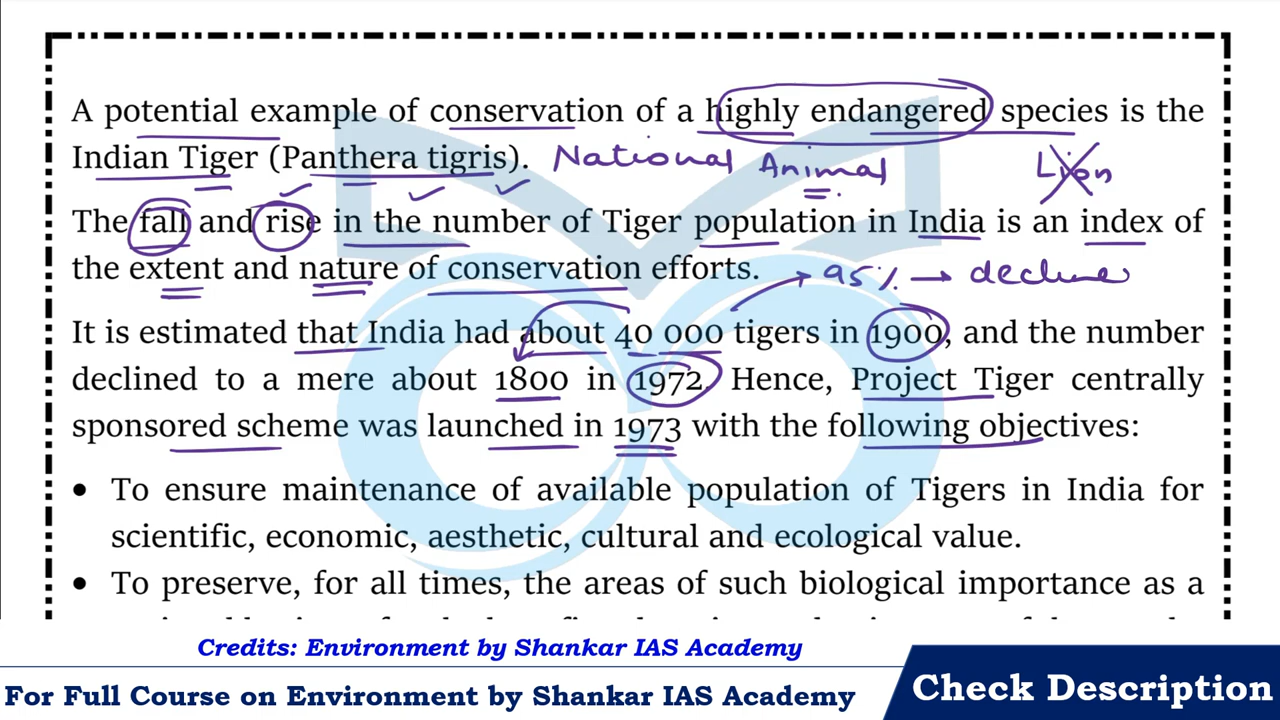 A potential example of conservation of a highly endangered species is the
Indian Tiger (Panthera tigris). National Animal Lion
The fall and rise in the number of Tiger population in India is an index of
the extent and nature of conservation efforts. → 95% → decline
It is estimated that India had about 40 000 tigers in 1900, and the number
declined to a mere about 1800 in 1972. Hence, Project Tiger centrally
sponsored scheme was launched in 1973 with the following objectives:
• To ensure maintenance of available population of Tigers in India for
scientific, economic, aesthetic, cultural and ecological value.
• To preserve, for all times, the areas of such biological importance as a
Credits: Environment by Shankar IAS Academy
For Full Course on Environment by Shankar IAS Academy
Check Description